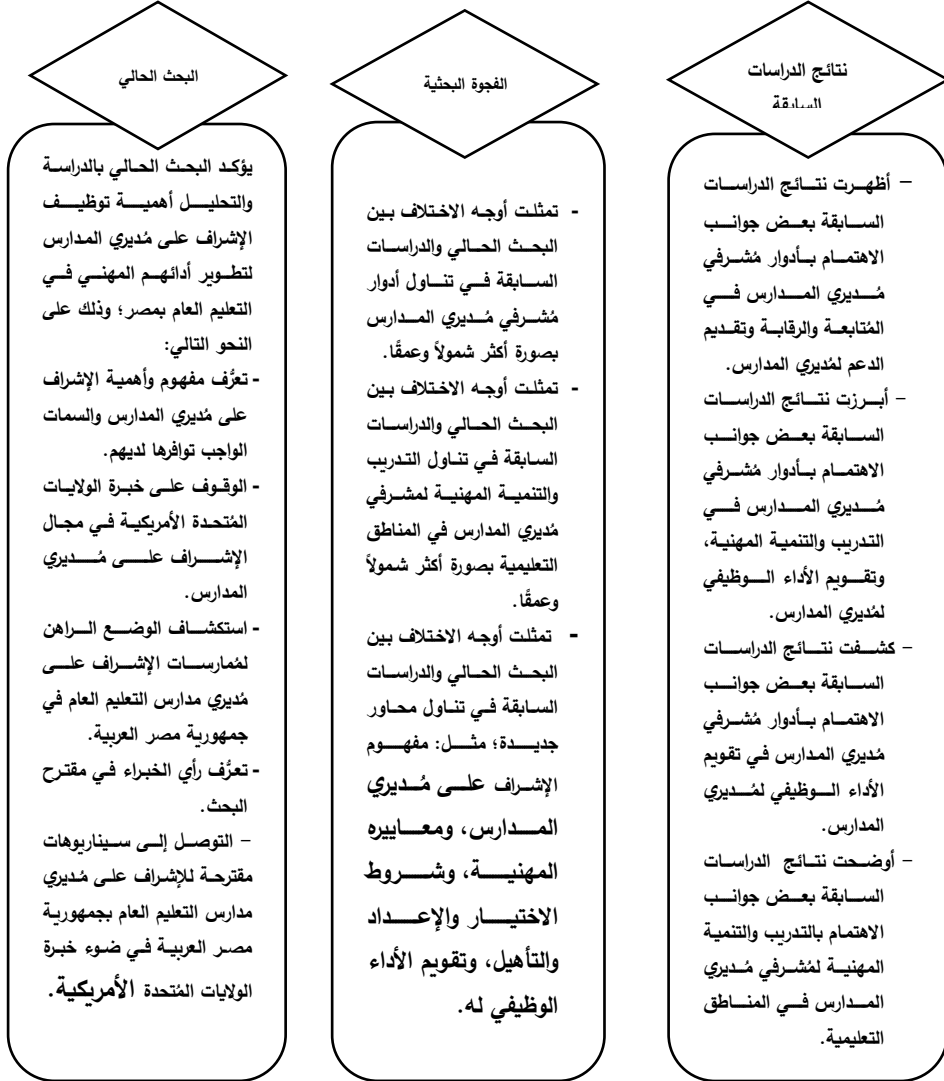 نتائج الدراسات
السابقة
– أظهرت نتائج الدراسات
السابقة بعض جوانب
الاهتمام بأدوار مُشرفي
مُديري المدارس في
المُتابعة والرقابة وتقديم
الدعم لمُديري المدارس.
– أبرزت نتائج الدراسات
السابقة بعض جوانب
الاهتمام بأدوار مُشرفي
مُديري المدارس في
التدريب والتنمية المهنية،
وتقويم الأداء الوظيفي
لمُديري المدارس.
– كشفت نتائج الدراسات
السابقة بعض جوانب
الاهتمام بأدوار مُشرفي
مُديري المدارس في تقويم
الأداء الوظيفي لمُديري
المدارس.
– أوضحت نتائج الدراسات
السابقة بعض جوانب
الاهتمام بالتدريب والتنمية
المهنية لمُشرفي مُديري
المدارس في المناطق
التعليمية.
الفجوة البحثية
- تمثلت أوجه الاختلاف بين
البحث الحالي والدراسات
السابقة في تناول أدوار
مُشرفي مُديري المدارس
بصورة أكثر شمولاً وعمقًا.
- تمثلت أوجه الاختلاف بين
البحث الحالي والدراسات
السابقة في تناول التدريب
والتنمية المهنية لمشرفي
مُديري المدارس في المناطق
التعليمية بصورة أكثر شمولاً
وعمقًا.
- تمثلت أوجه الاختلاف بين
البحث الحالي والدراسات
السابقة في تناول محاور
جديدة؛ مثل: مفهوم
الإشراف على مُديري
المدارس، ومعاييره
المهنية، وشروط
الاختيار والإعداد
والتأهيل، وتقويم الأداء
الوظيفي له.
البحث الحالي
يؤكد البحث الحالي بالدراسة
والتحليل أهمية توظيف
الإشراف على مُديري المدارس
لتطوير أدائهم المهني في
التعليم العام بمصر؛ وذلك على
النحو التالي:
- تعرُّف مفهوم وأهمية الإشراف
على مُديري المدارس والسمات
الواجب توافرها لديهم.
- الوقوف على خبرة الولايات
المُتحدة الأمريكية في مجال
الإشراف على مُديري
المدارس.
- استكشاف الوضع الراهن
لمُمارسات الإشراف على
مُديري مدارس التعليم العام في
جمهورية مصر العربية.
- تعرُّف رأي الخبراء في مقترح
البحث.
– التوصل إلى سيناريوهات
مقترحة للإشراف على مُديري
مدارس التعليم العام بجمهورية
مصر العربية في ضوء خبرة
الولايات المُتحدة الأمريكية.